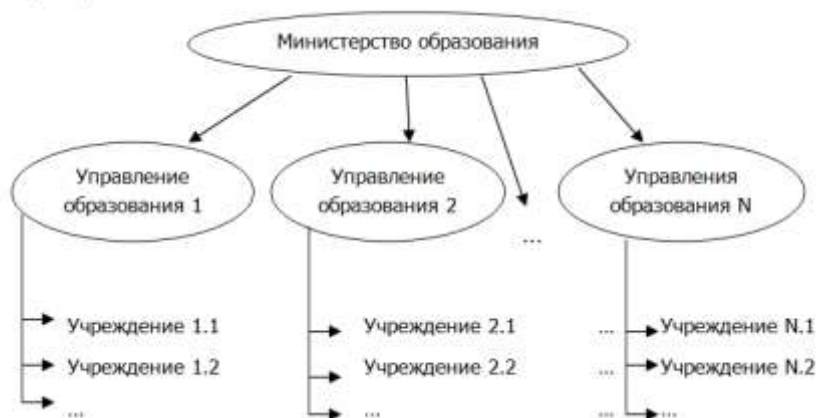 Министерство образования
Управление
образования 1
Управление
образования 2
...
Управления
образования N
Учреждение 1.1
Учреждение 1.2
...
Учреждение 2.1
Учреждение 2.2
...
...
...
...
Учреждение N.1
Учреждение N.2
...